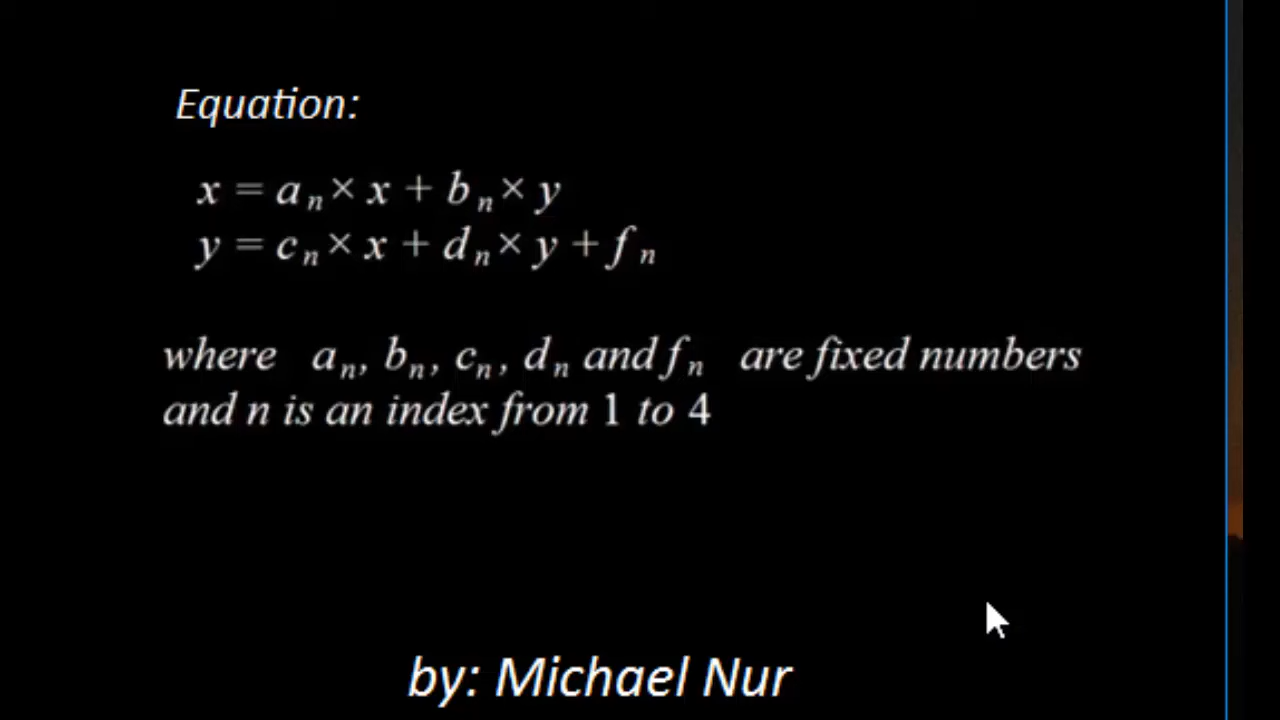 Equation:
x = aₙ × x + bₙ × y
y = cₙ × x + dₙ × y + fₙ
where aₙ, bₙ, cₙ, dₙ and fₙ are fixed numbers
and n is an index from 1 to 4
by: Michael Nur